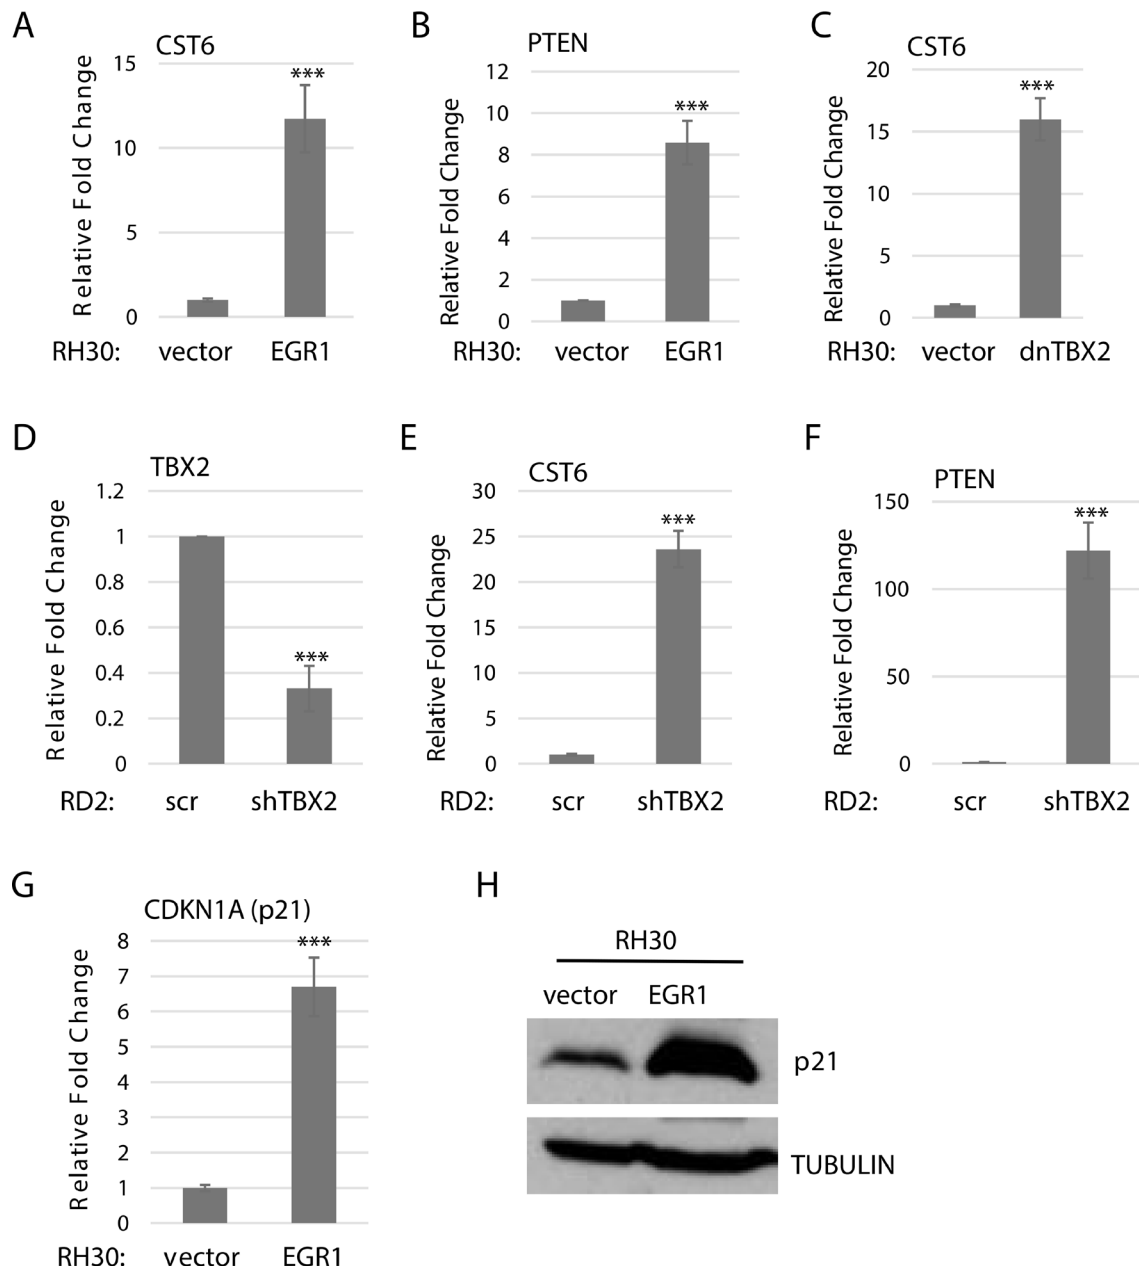 A
CST6
Relative Fold Change
15
10
5
0
***
RH30: vector EGR1
B
PTEN
Relative Fold Change
12
10
8
6
4
2
0
***
RH30: vector EGR1
C
CST6
Relative Fold Change
20
15
10
5
0
***
RH30: vector dnTBX2
D
TBX2
Relative Fold Change
1.2
1
0.8
0.6
0.4
0.2
0
***
RD2: scr shTBX2
E
CST6
Relative Fold Change
30
25
20
15
10
5
0
***
RD2: scr shTBX2
F
PTEN
Relative Fold Change
150
100
50
0
***
RD2: scr shTBX2
G
CDKN1A (p21)
Relative Fold Change
8
7
6
5
4
3
2
1
0
***
RH30: vector EGR1
H
RH30
vector EGR1
p21
TUBULIN